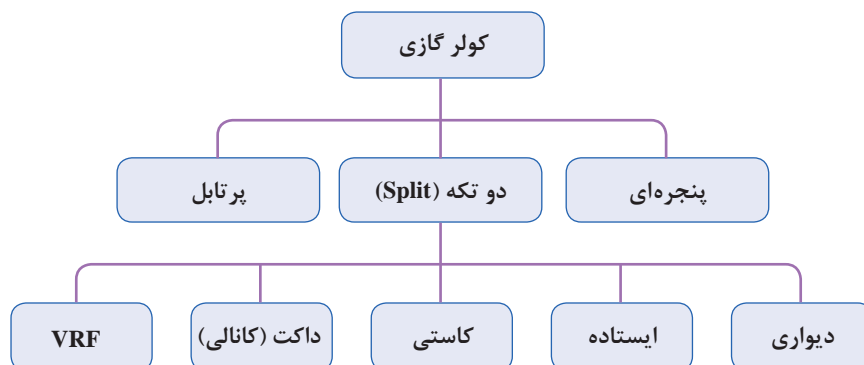 کولر گازی
پنجره‌ای
دو تکه (Split)
پرتابل
دیواری
ایستاده
کاستی
داکت (کانالی)
VRF